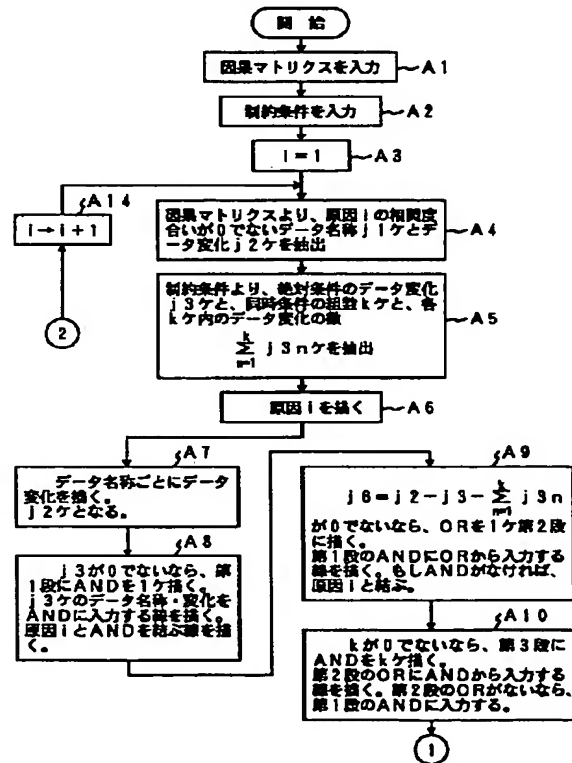 開 始
因果マトリクスを入力
A1
制約条件を入力
A2
i=1
A3
A14
i→i+1
2
因果マトリクスより、原因iの相関度
合いが0でないデータ名称j1ケとデ
ータ変化j2ケを抽出
A4
制約条件より、絶対条件のデータ変化
j3ケと、同時条件の組数kケと、各
kケ内のデータ変化の数
k
Σ j3nケを抽出
n=1
A5
原因iを描く
A6
A7
データ名称ごとにデータ
変化を描く。
j2ケとなる。
A8
j3が0でないなら、第
1段にANDを1ケ描く。
j3ケのデータ名称・変化を
ANDに入力する線を描く。
原因iとANDを結ぶ線を描
く。
A9
k
j6=j2-j3-Σ j3n
n=1
が0でないなら、ORを1ケ第2段
に描く。
第1段のANDにORから入力する
線を描く。もしANDがなければ、
原因iと結ぶ。
A10
kが0でないなら、第3段に
ANDをkケ描く。
第2段のORにANDから入力する
線を描く。第2段のORがないなら、
第1段のANDに入力する。
1